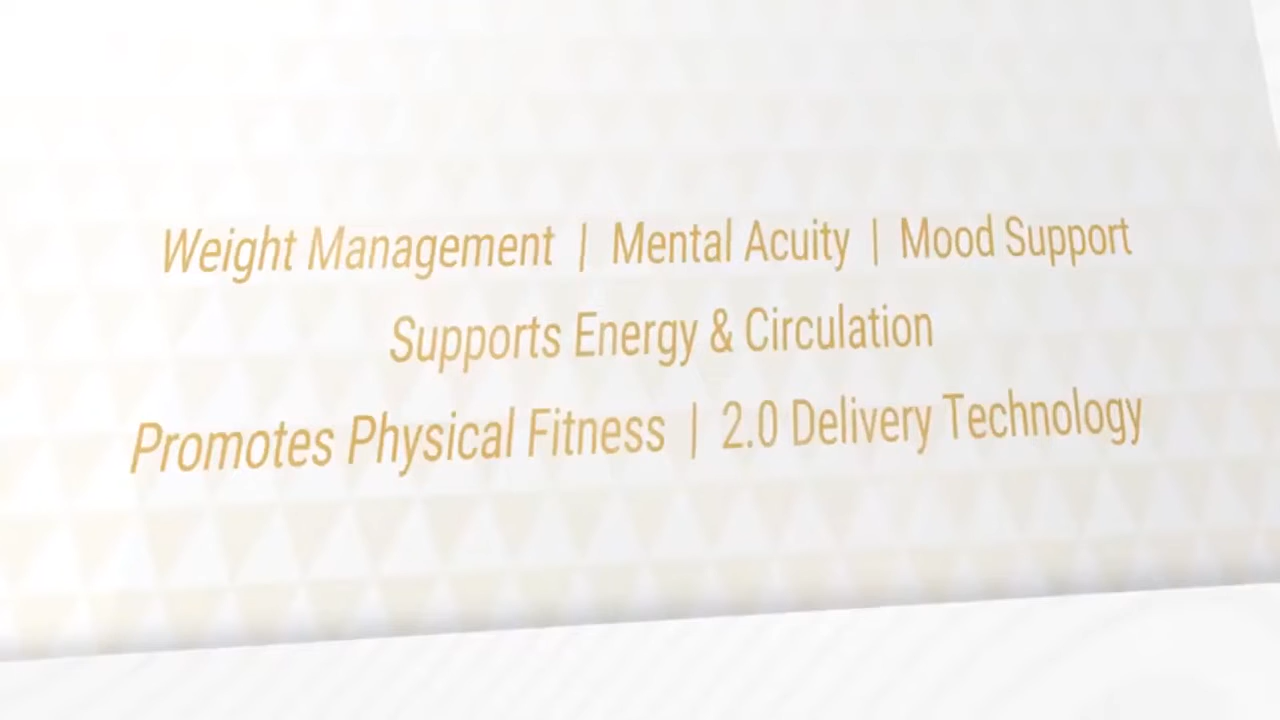 Weight Management | Mental Acuity | Mood Support
Supports Energy & Circulation
Promotes Physical Fitness | 2.0 Delivery Technology